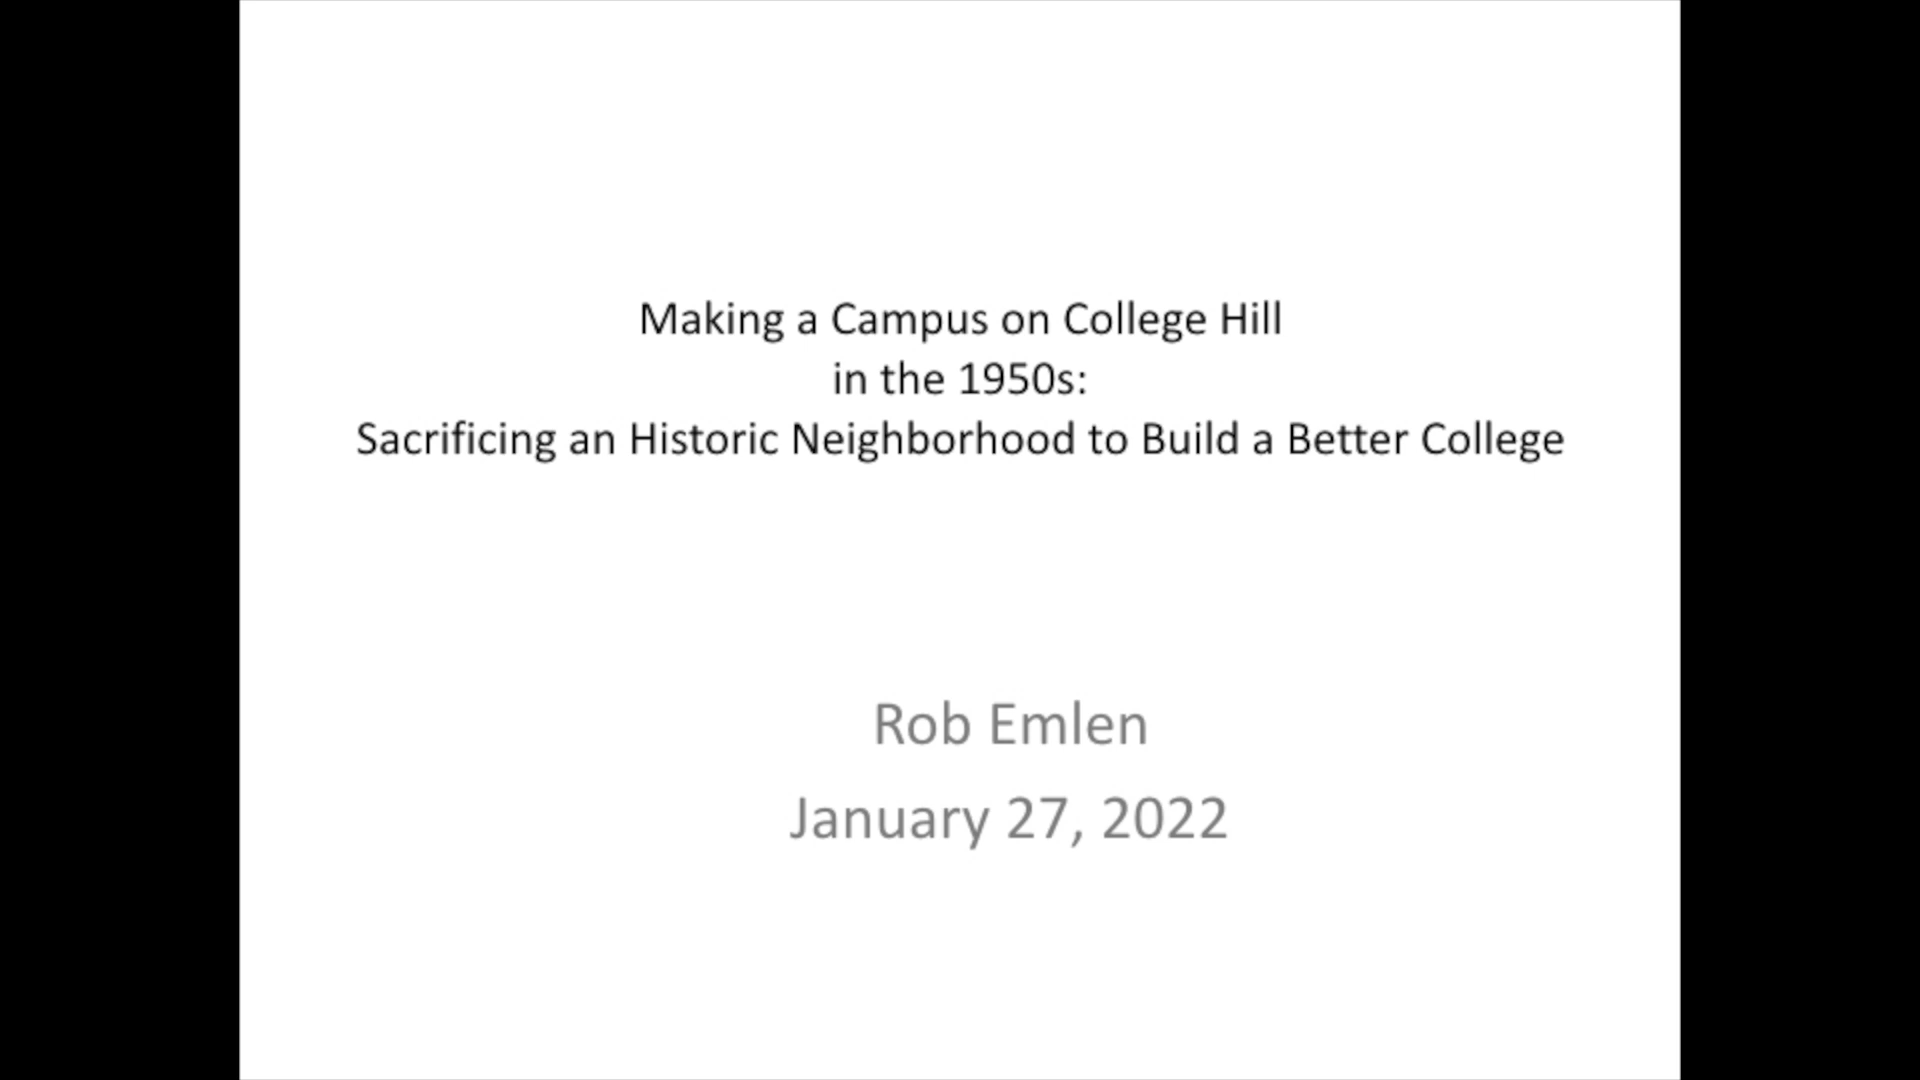 Making a Campus on College Hill
in the 1950s:
Sacrificing an Historic Neighborhood to Build a Better College
Rob Emlen
January 27, 2022